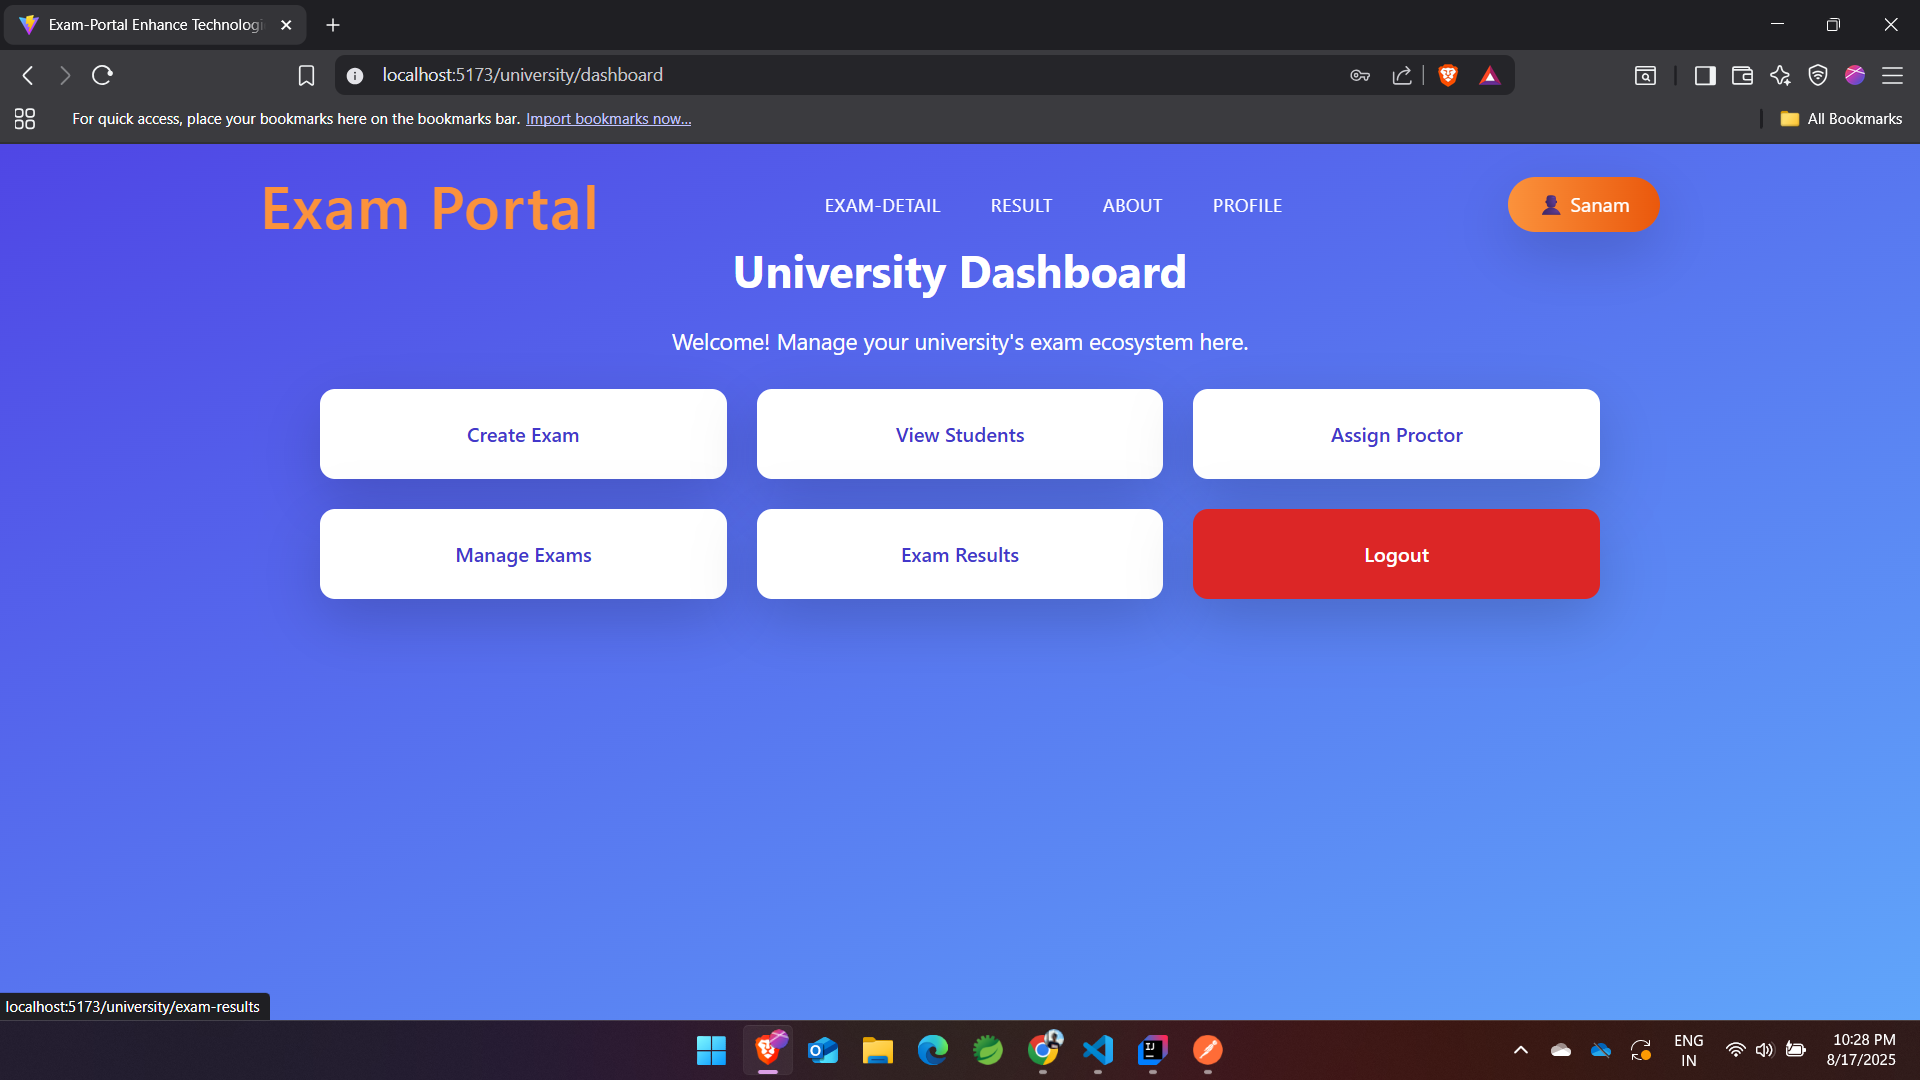 Exam-Portal Enhance Technologi
localhost:5173/university/dashboard
For quick access, place your bookmarks here on the bookmarks bar. Import bookmarks now...
All Bookmarks
Exam Portal
EXAM-DETAIL
RESULT
ABOUT
PROFILE
Sanam
University Dashboard
Welcome! Manage your university's exam ecosystem here.
Create Exam
View Students
Assign Proctor
Manage Exams
Exam Results
Logout
localhost:5173/university/exam-results
ENG
IN
10:28 PM
8/17/2025